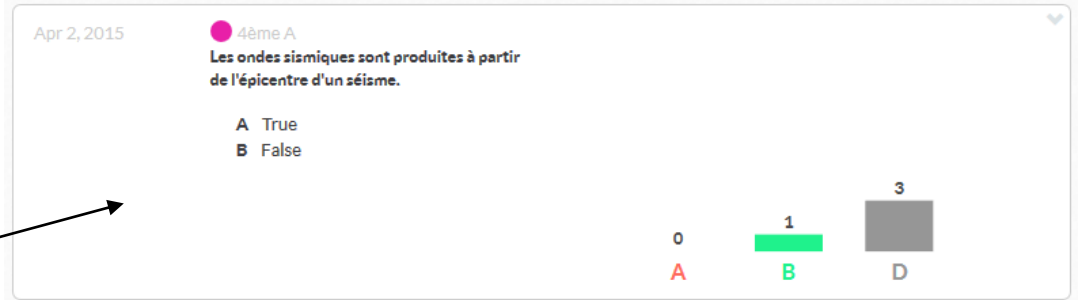 Apr 2, 2015
4ème A
Les ondes sismiques sont produites à partir
de l'épicentre d'un séisme.
A True
B False
0 1 3
A B D